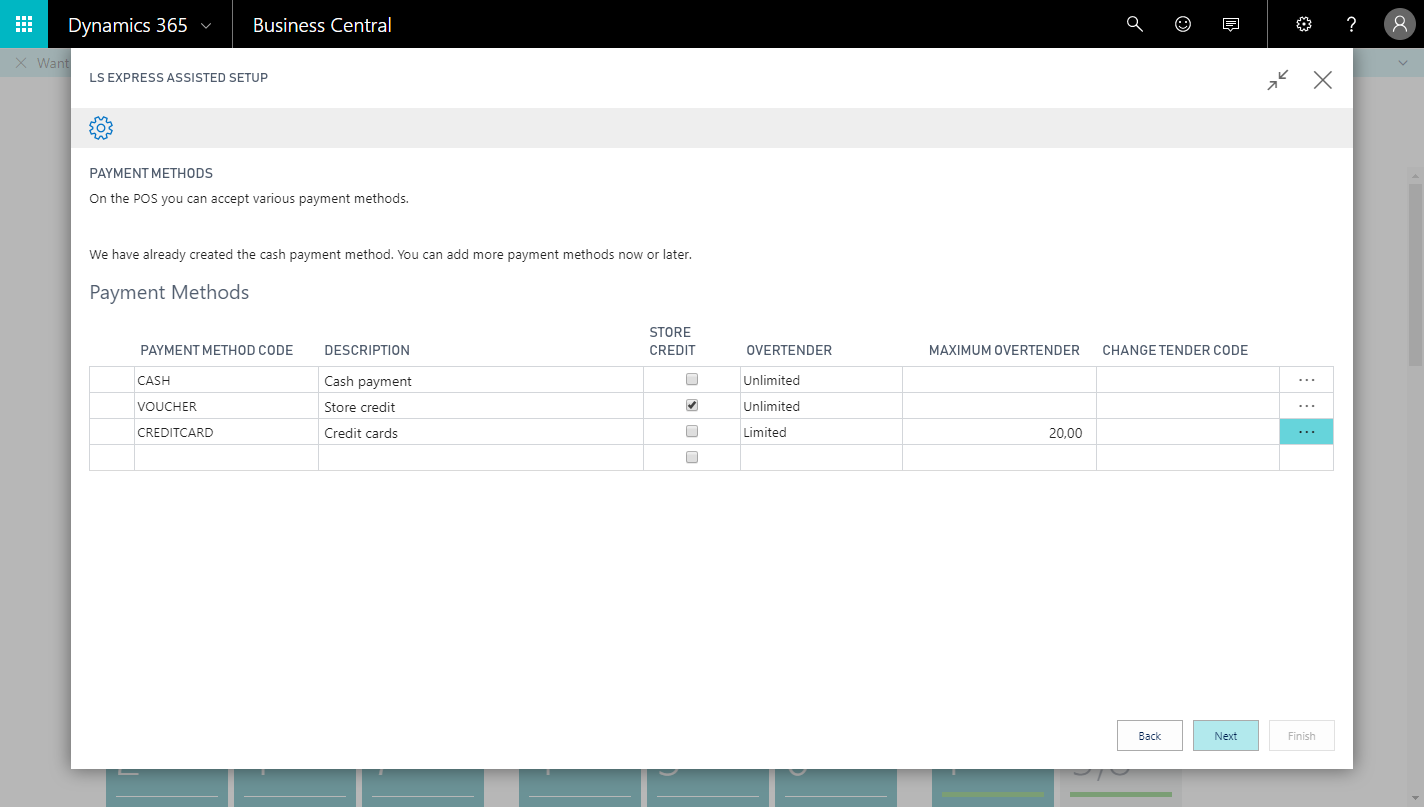 Dynamics 365 Business Central ?
Want
LS EXPRESS ASSISTED SETUP
PAYMENT METHODS
On the POS you can accept various payment methods.
We have already created the cash payment method. You can add more payment methods now or later.
Payment Methods
PAYMENT METHOD CODE DESCRIPTION STORE CREDIT OVERTENDER MAXIMUM OVERTENDER CHANGE TENDER CODE
CASH Cash payment Unlimited ...
VOUCHER Store credit Unlimited ...
CREDITCARD Credit cards Limited 20,00 ...
Back Next Finish